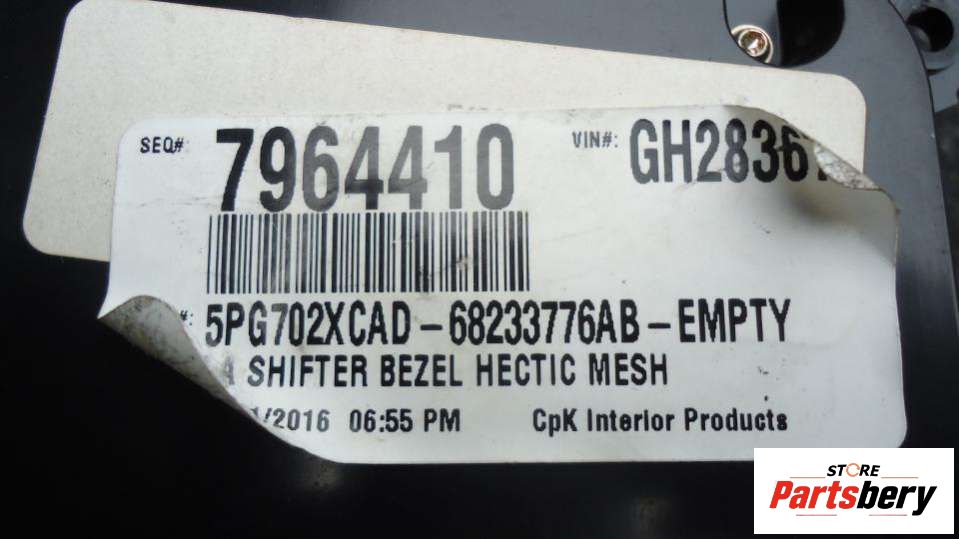 SEQ#: 7964410 VIN#: GH2836
#: 5PG702XCAD-68233776AB-EMPTY
A SHIFTER BEZEL HECTIC MESH
1/2016 06:55 PM CpK Interior Products
STORE
Partsbery